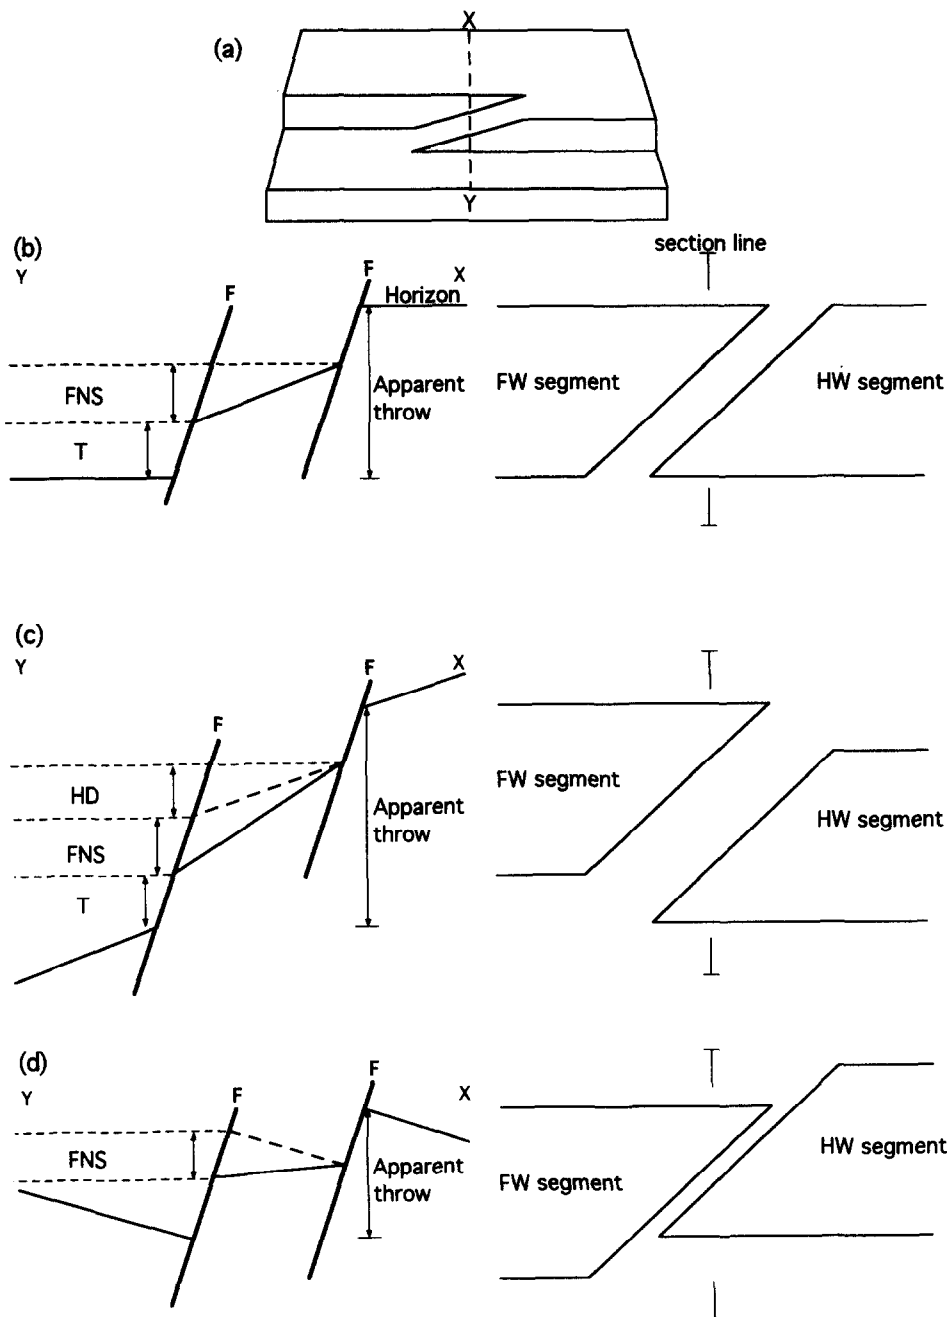 (a)
X
Y
(b)
Y
F
F
X
Horizon
FNS
T
Apparent
throw
section line
FW segment
HW segment
(c)
Y
F
F
X
HD
FNS
T
Apparent
throw
FW segment
HW segment
(d)
Y
F
F
X
FNS
Apparent
throw
FW segment
HW segment